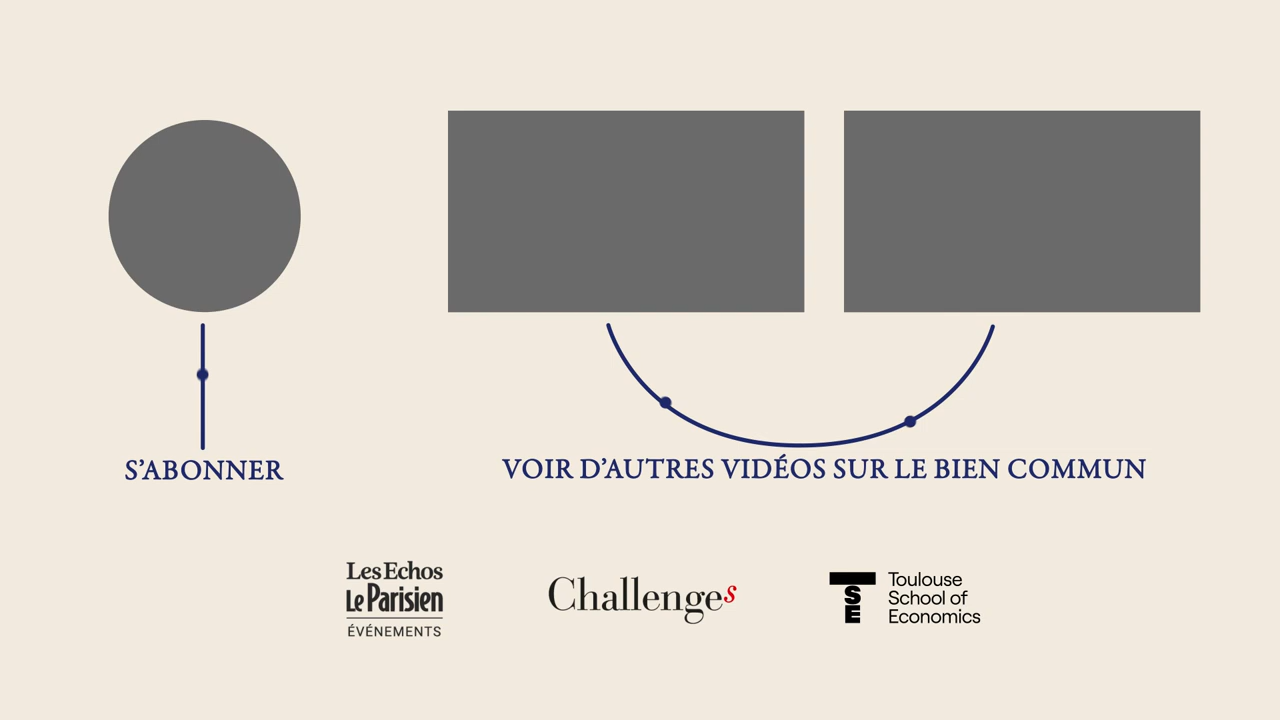 S'ABONNER
VOIR D'AUTRES VIDÉOS SUR LE BIEN COMMUN
Les Echos
Le Parisien
ÉVÉNEMENTS
Challenges
TSE
Toulouse
School of
Economics